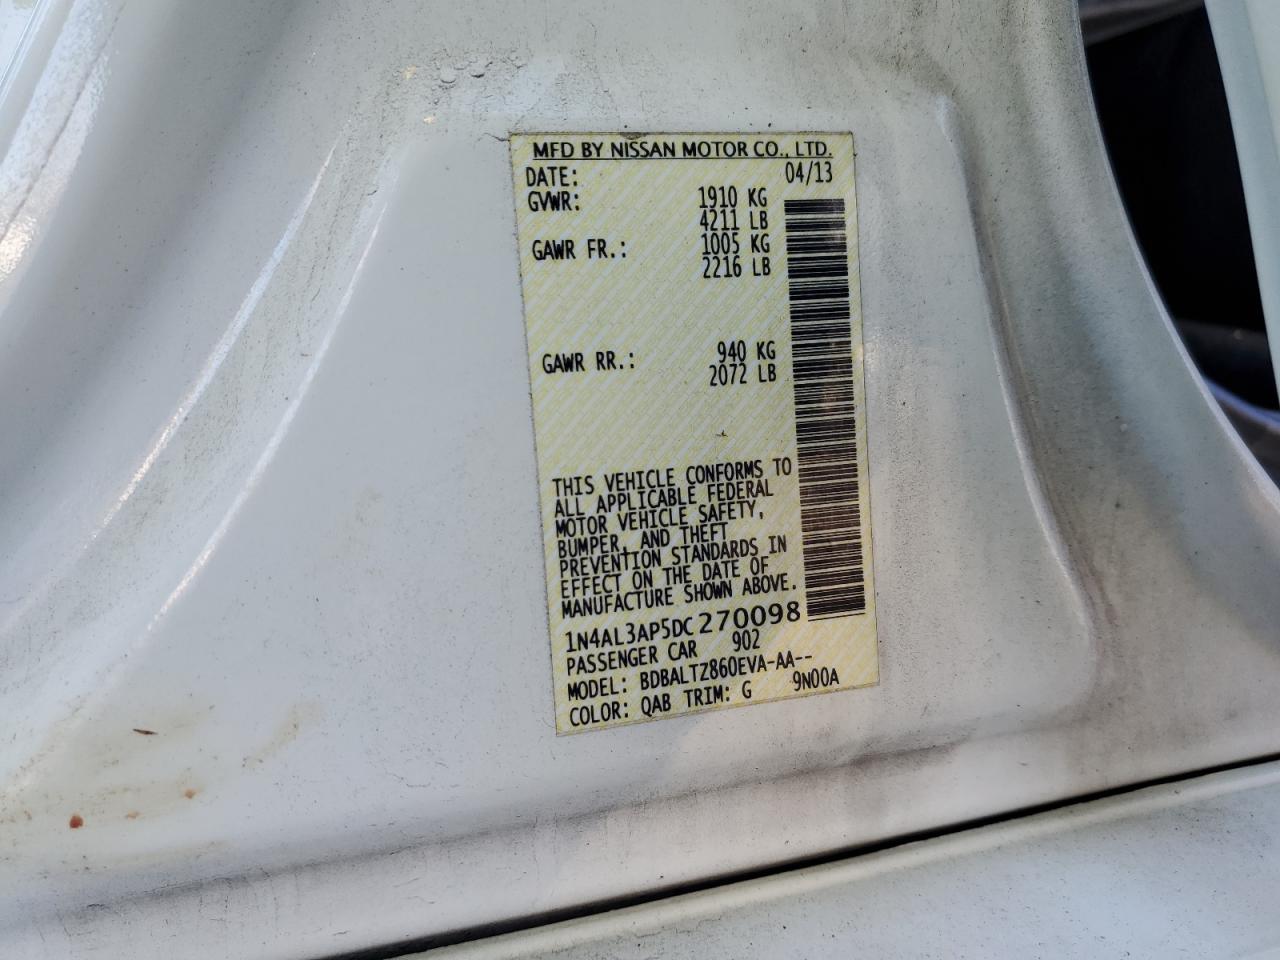 MFD BY NISSAN MOTOR CO., LTD.
DATE: 04/13
GVWR: 1910 KG
4211 LB
GAWR FR.: 1005 KG
2216 LB
GAWR RR.: 940 KG
2072 LB
THIS VEHICLE CONFORMS TO
ALL APPLICABLE FEDERAL
MOTOR VEHICLE SAFETY,
BUMPER, AND THEFT
PREVENTION STANDARDS IN
EFFECT ON THE DATE OF
MANUFACTURE SHOWN ABOVE.
1N4AL3AP5DC270098
PASSENGER CAR 902
MODEL: BDBALTZ860EVA-AA--
COLOR: QAB TRIM: G 9N00A